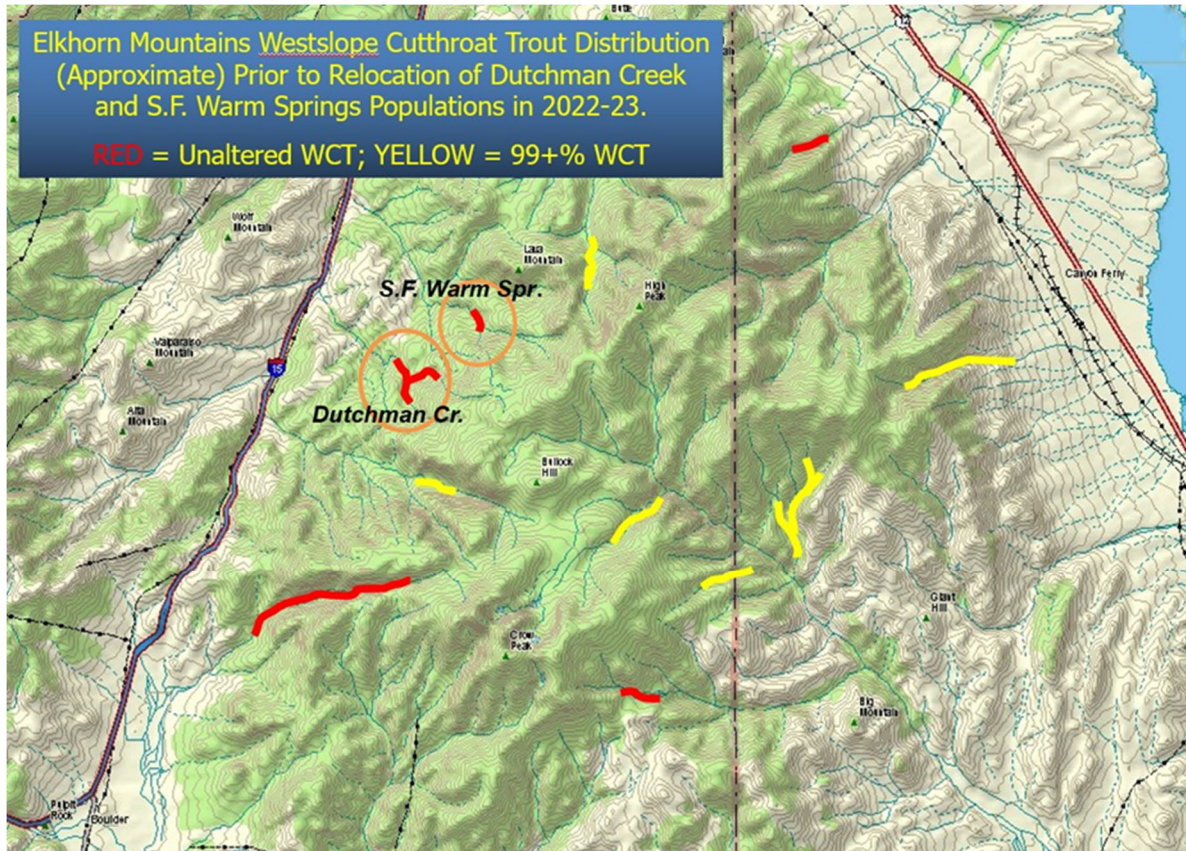 Elkhorn Mountains Westslope Cutthroat Trout Distribution
(Approximate) Prior to Relocation of Dutchman Creek
and S.F. Warm Springs Populations in 2022-23.
RED = Unaltered WCT; YELLOW = 99+% WCT
12
Wolf
Mountain
Lava
Mountain
S.F. Warm Spr.
High
Peak
Canyon Ferry
Valparaiso
Mountain
15
Alta
Mountain
Dutchman Cr.
Bullock
Hill
Giant
Hill
Crow
Peak
Big
Mountain
Pulpit
Rock
Boulder